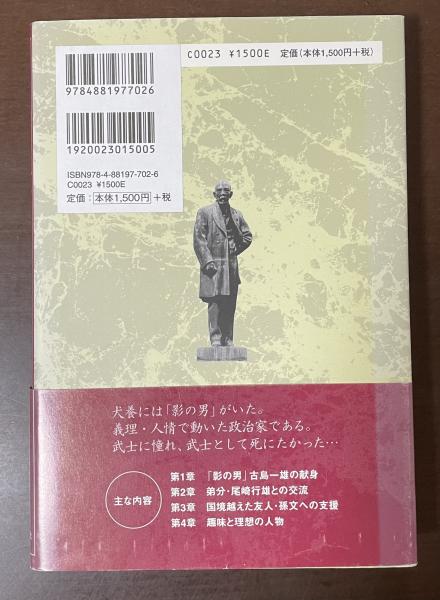 9784881977026
C0023 ¥1500E 定価(本体1,500円+税)
1920023015005
ISBN978-4-88197-702-6
C0023 ¥1500E
定価:本体1,500円+税
犬養には「影の男」がいた。
義理・人情で動いた政治家である。
武士に憧れ、武士として死にたかった…
主な内容
第1章 「影の男」古島一雄の献身
第2章 弟分・尾崎行雄との交流
第3章 国境越えた友人・孫文への支援
第4章 趣味と理想の人物